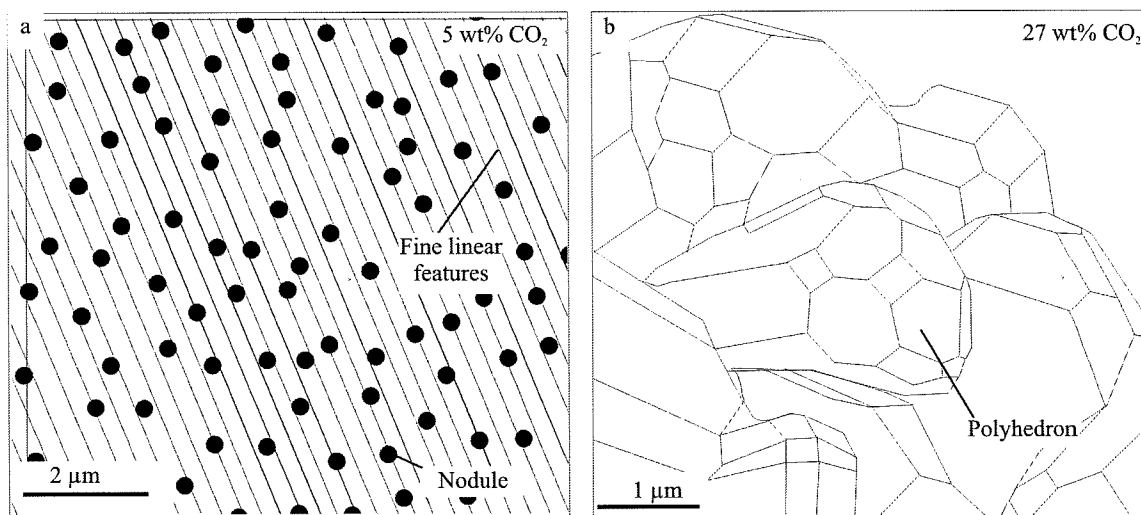 a
5 wt% CO₂
Fine linear
features
Nodule
2 µm
b
27 wt% CO₂
Polyhedron
1 µm